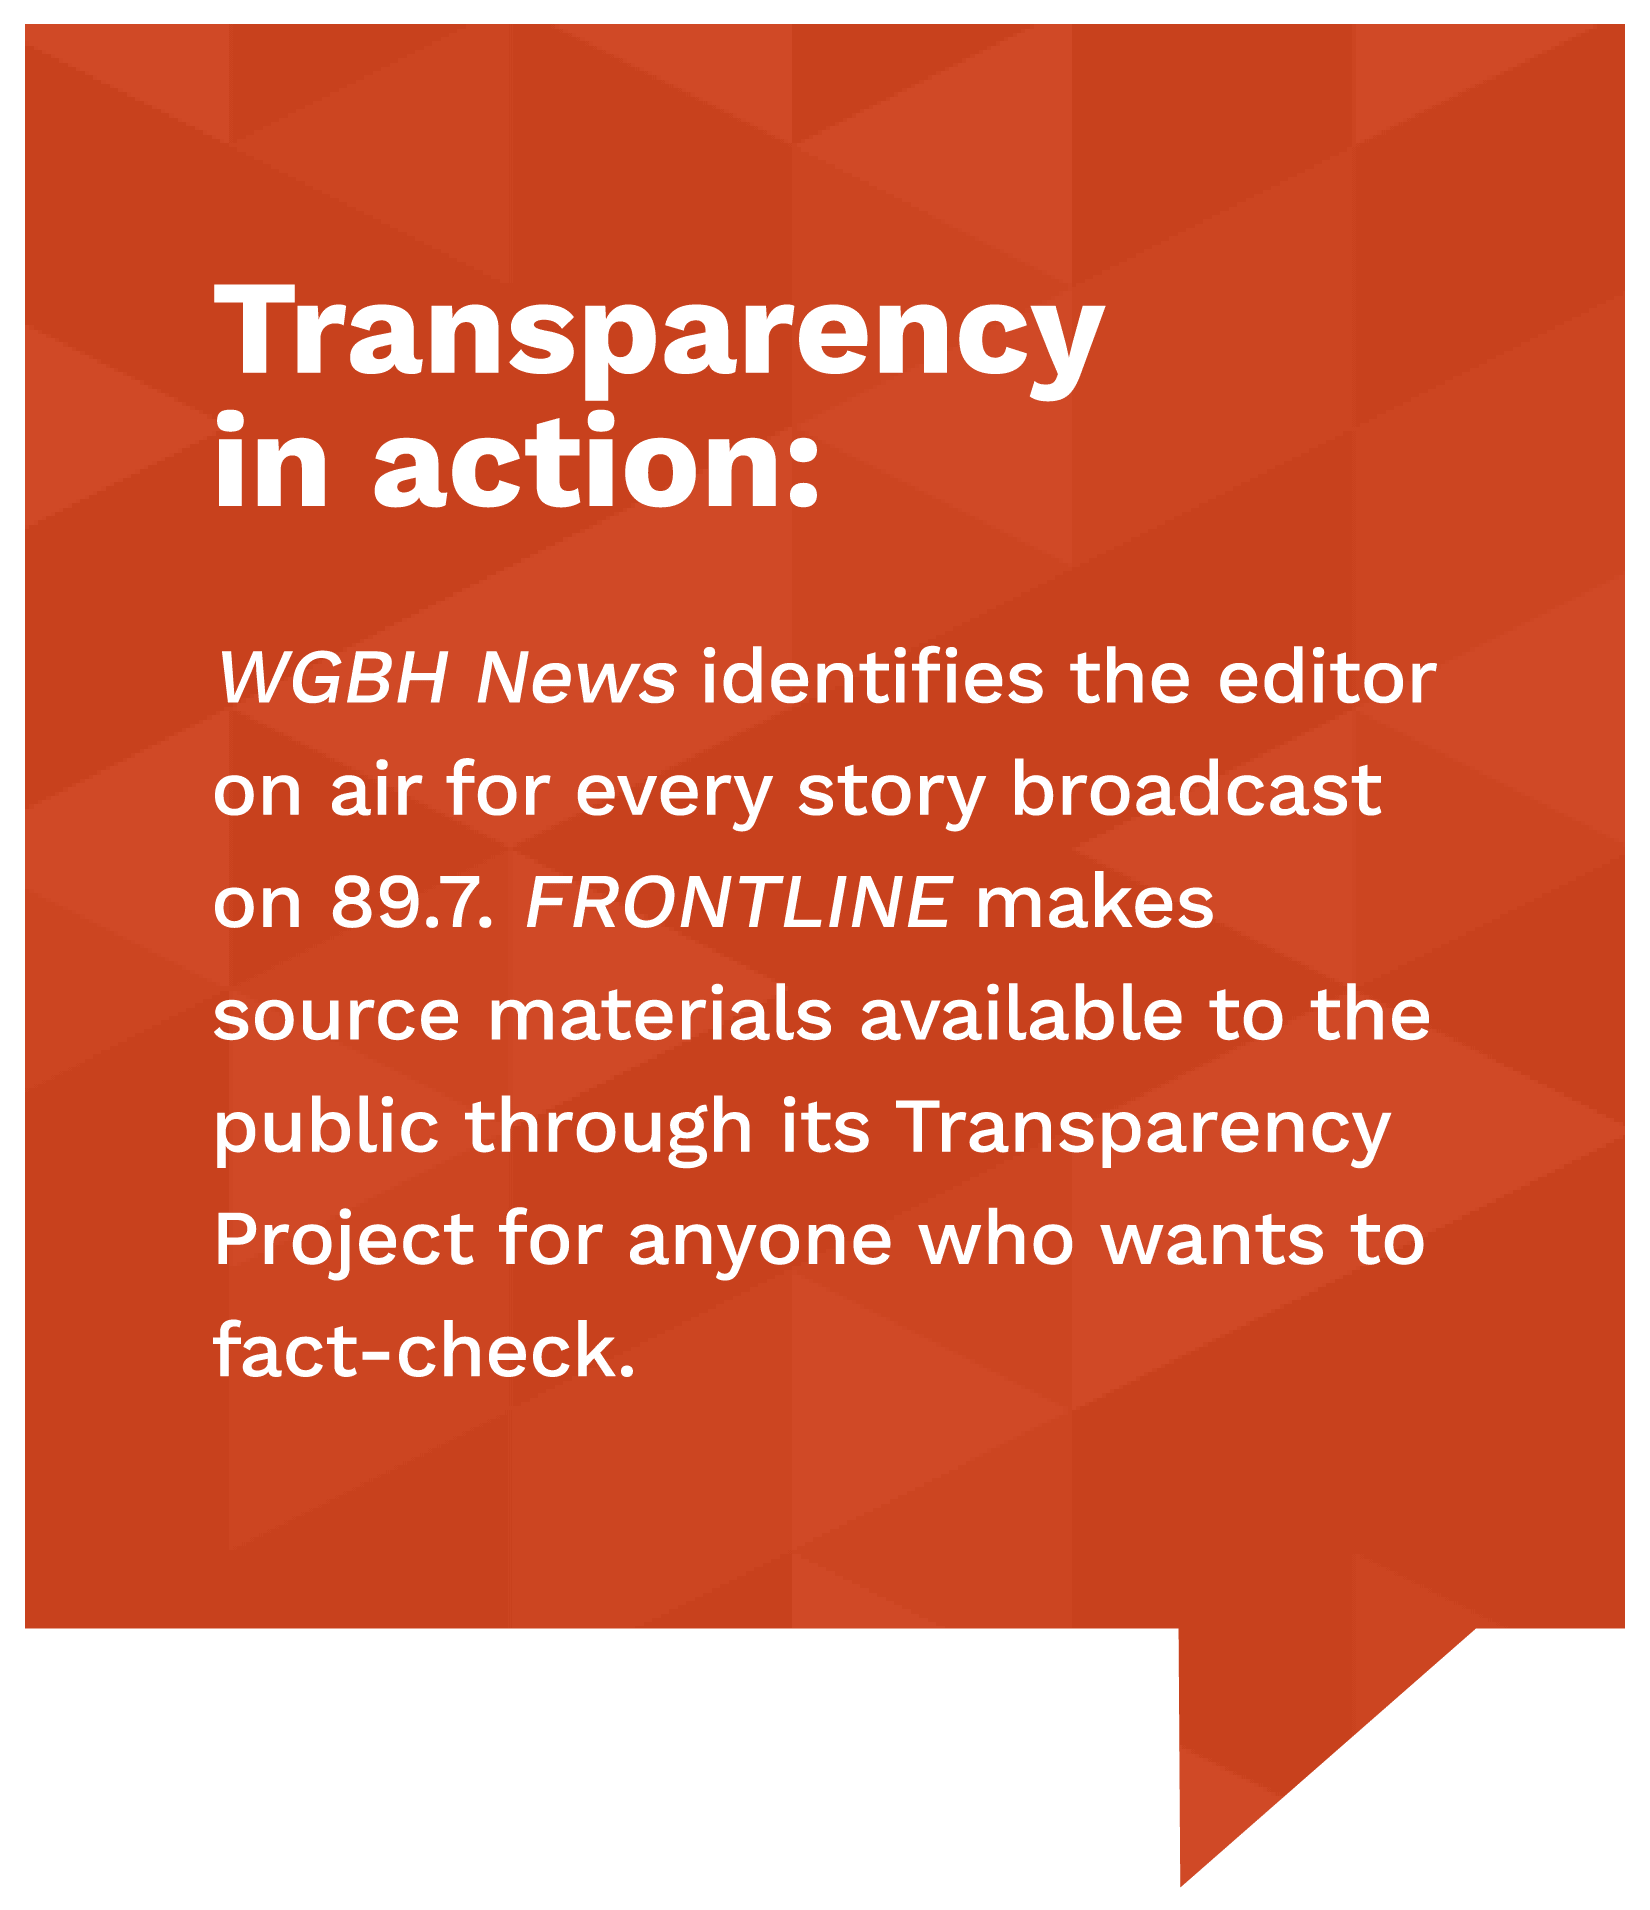 Transparency
in action:
WGBH News identifies the editor
on air for every story broadcast
on 89.7. FRONTLINE makes
source materials available to the
public through its Transparency
Project for anyone who wants to
fact-check.